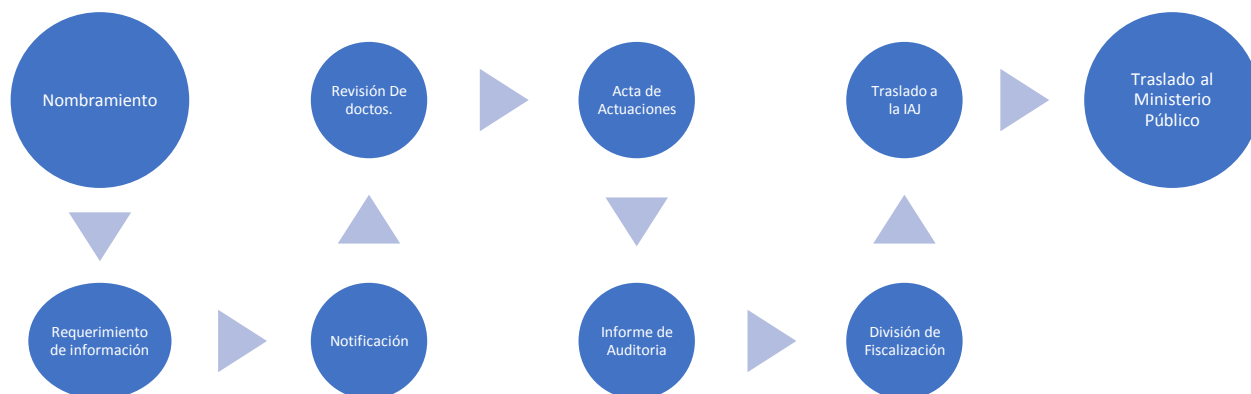 Nombramiento
Requerimiento
de información
Notificación
Revisión De
doctos.
Acta de
Actuaciones
Informe de
Auditoria
División de
Fiscalización
Traslado a
la IAJ
Traslado al
Ministerio
Público